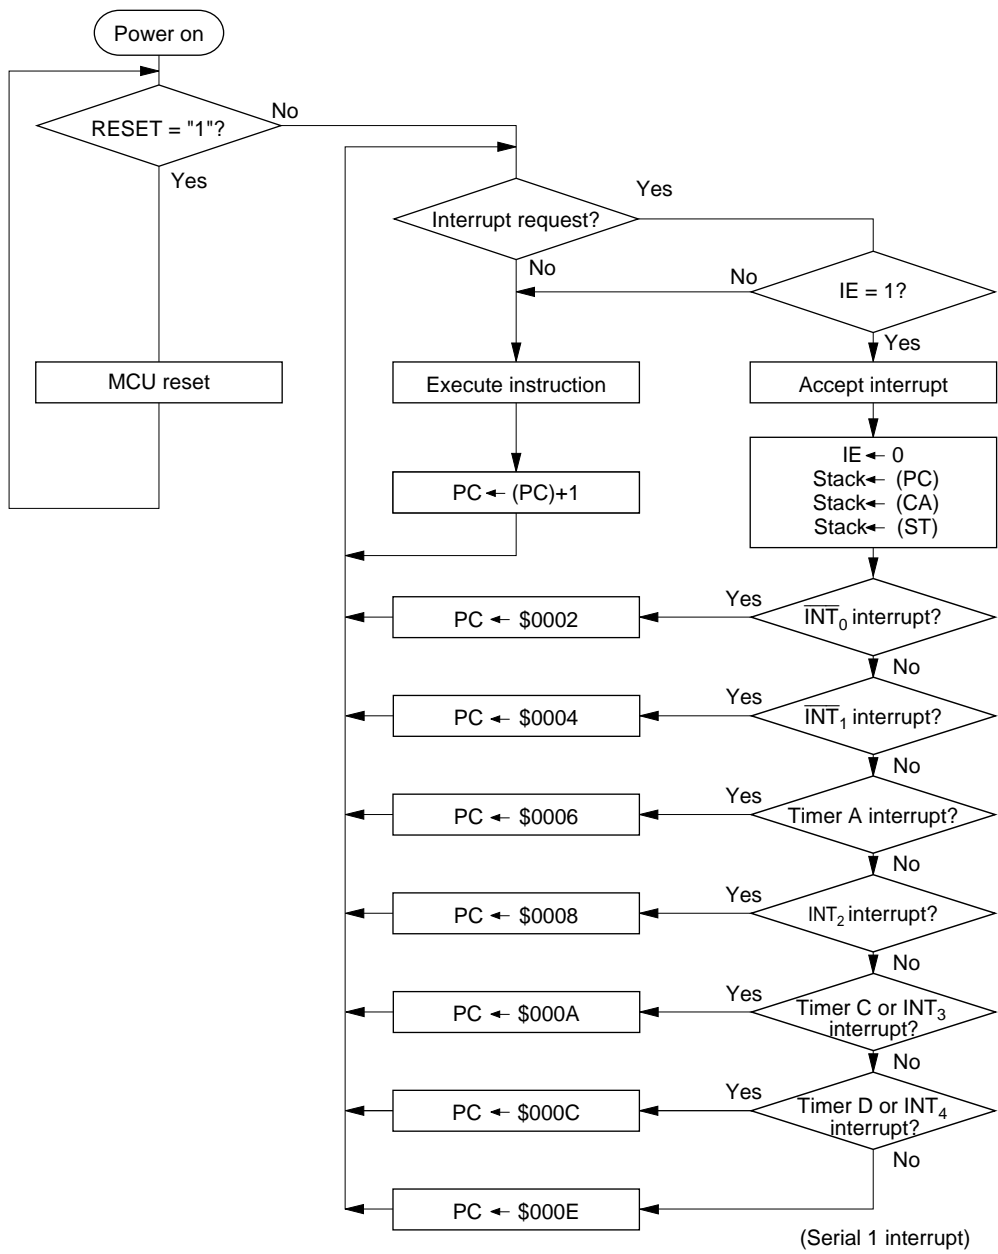 Power on
RESET = "1"?
No
Yes
Interrupt request?
Yes
No
No
IE = 1?
Yes
MCU reset
Execute instruction
Accept interrupt
PC ← (PC)+1
IE ← 0
Stack ← (PC)
Stack ← (CA)
Stack ← (ST)
PC ← $0002
Yes
I̅N̅T̅₀ interrupt?
No
PC ← $0004
Yes
I̅N̅T̅₁ interrupt?
No
PC ← $0006
Yes
Timer A interrupt?
No
PC ← $0008
Yes
INT₂ interrupt?
No
PC ← $000A
Yes
Timer C or INT₃
interrupt?
No
PC ← $000C
Yes
Timer D or INT₄
interrupt?
No
PC ← $000E
(Serial 1 interrupt)